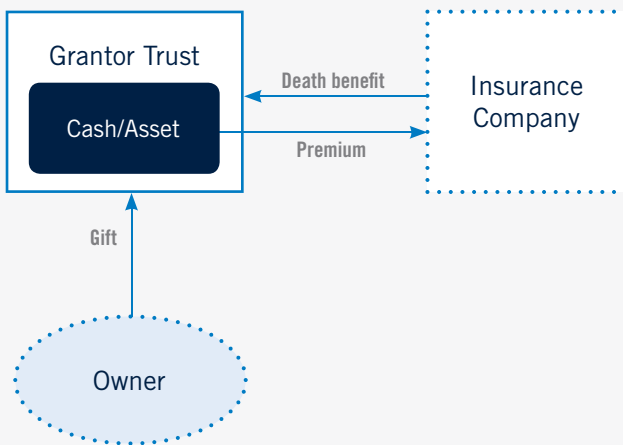 Grantor Trust
Cash/Asset
Death benefit
Premium
Insurance
Company
Gift
Owner